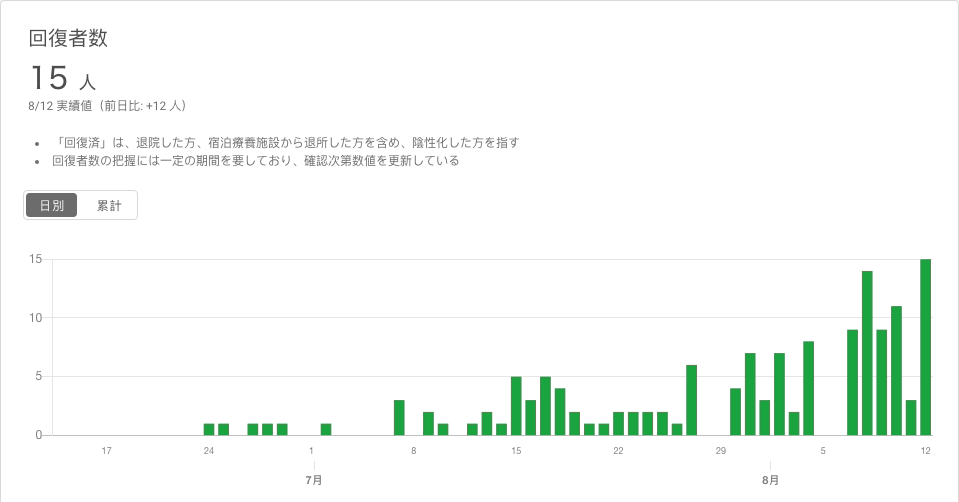 回復者数
15 人
8/12 実績値（前日比: +12 人）
• 「回復済」は、退院した方、宿泊療養施設から退所した方を含め、陰性化した方を指す
• 回復者数の把握には一定の期間を要しており、確認次第数値を更新している
日別 累計
15
10
5
0
17 24 1 8 15 22 29 5 12
7月 8月